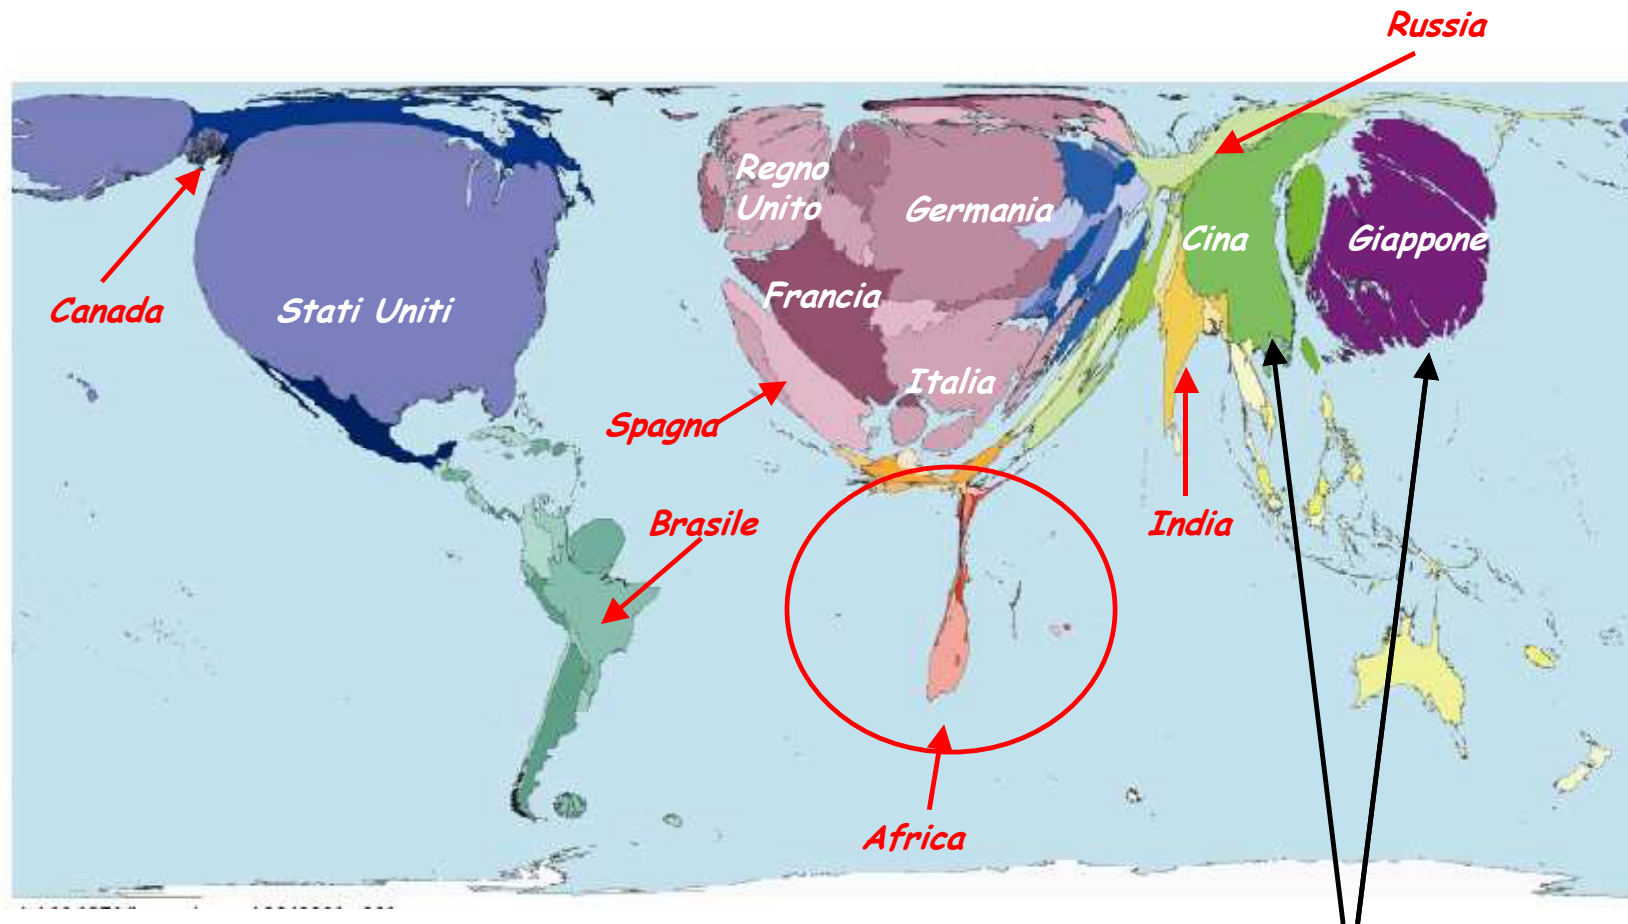 Russia
Regno
Unito
Germania
Cina
Giappone
Francia
Canada
Stati Uniti
Italia
Spagna
Brasile
India
Africa